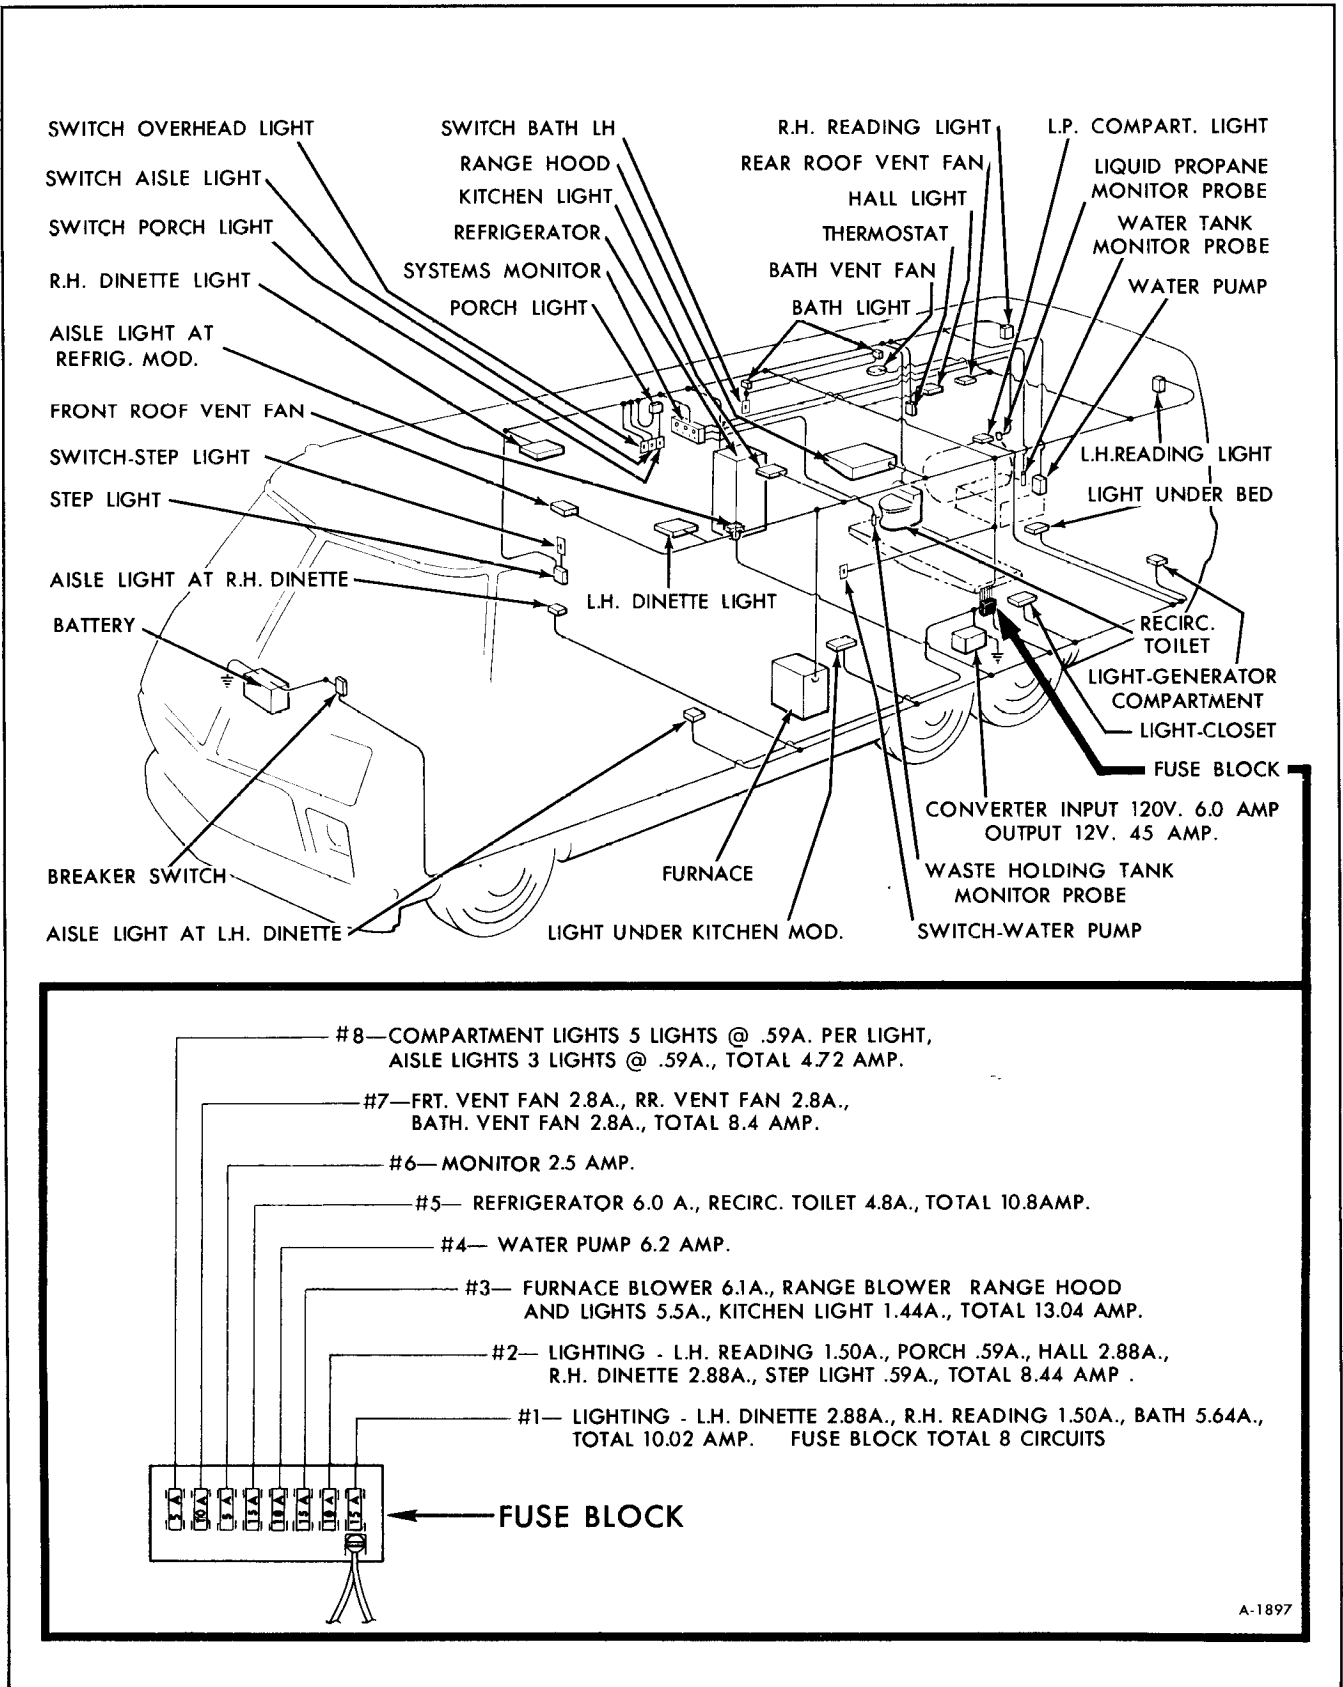 SWITCH OVERHEAD LIGHT
SWITCH AISLE LIGHT
SWITCH PORCH LIGHT
R.H. DINETTE LIGHT
AISLE LIGHT AT
REFRIG. MOD.
FRONT ROOF VENT FAN
SWITCH-STEP LIGHT
STEP LIGHT
AISLE LIGHT AT R.H. DINETTE
BATTERY
BREAKER SWITCH
AISLE LIGHT AT L.H. DINETTE
SWITCH BATH LH
RANGE HOOD
KITCHEN LIGHT
REFRIGERATOR
SYSTEMS MONITOR
PORCH LIGHT
R.H. READING LIGHT
REAR ROOF VENT FAN
HALL LIGHT
THERMOSTAT
BATH VENT FAN
BATH LIGHT
L.P. COMPART. LIGHT
LIQUID PROPANE
MONITOR PROBE
WATER TANK
MONITOR PROBE
WATER PUMP
L.H.READING LIGHT
LIGHT UNDER BED
L.H. DINETTE LIGHT
RECIRC.
TOILET
LIGHT-GENERATOR
COMPARTMENT
LIGHT-CLOSET
FUSE BLOCK
CONVERTER INPUT 120V. 6.0 AMP
OUTPUT 12V. 45 AMP.
FURNACE
WASTE HOLDING TANK
MONITOR PROBE
LIGHT UNDER KITCHEN MOD.
SWITCH-WATER PUMP
#8—COMPARTMENT LIGHTS 5 LIGHTS @ .59A. PER LIGHT,
AISLE LIGHTS 3 LIGHTS @ .59A., TOTAL 4.72 AMP.
#7—FRT. VENT FAN 2.8A., RR. VENT FAN 2.8A.,
BATH. VENT FAN 2.8A., TOTAL 8.4 AMP.
#6—MONITOR 2.5 AMP.
#5— REFRIGERATOR 6.0 A., RECIRC. TOILET 4.8A., TOTAL 10.8AMP.
#4— WATER PUMP 6.2 AMP.
#3— FURNACE BLOWER 6.1A., RANGE BLOWER RANGE HOOD
AND LIGHTS 5.5A., KITCHEN LIGHT 1.44A., TOTAL 13.04 AMP.
#2— LIGHTING - L.H. READING 1.50A., PORCH .59A., HALL 2.88A.,
R.H. DINETTE 2.88A., STEP LIGHT .59A., TOTAL 8.44 AMP .
#1— LIGHTING - L.H. DINETTE 2.88A., R.H. READING 1.50A., BATH 5.64A.,
TOTAL 10.02 AMP. FUSE BLOCK TOTAL 8 CIRCUITS
5 A 10 A 5 A 15 A 10 A 15 A 10 A 15 A
FUSE BLOCK
A-1897